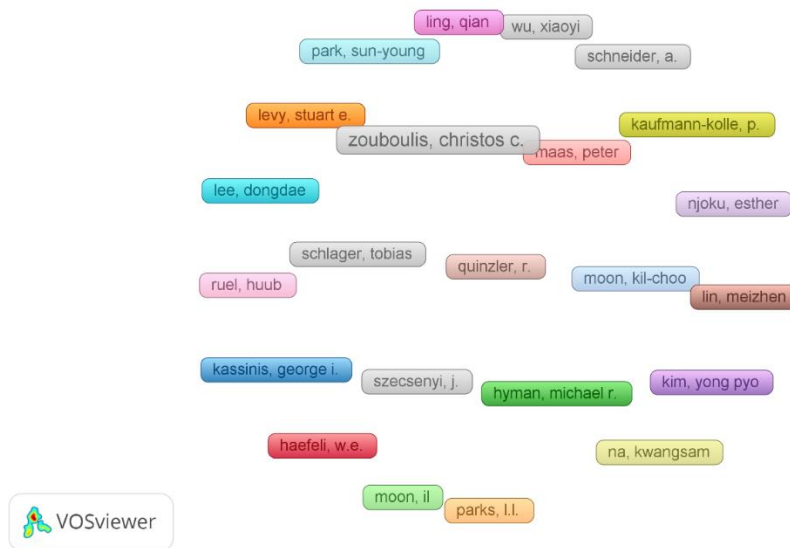 ling, qian
wu, xiaoyi
park, sun-young
schneider, a.
levy, stuart e.
kaufmann-kolle, p.
zouboulis, christos c.
maas, peter
lee, dongdae
njoku, esther
schlager, tobias
quinzler, r.
moon, kil-choo
ruel, huub
lin, meizhen
kassinis, george i.
szecsenyi, j.
hyman, michael r.
kim, yong pyo
haefeli, w.e.
na, kwangsam
moon, il
parks, l.l.
VOSviewer